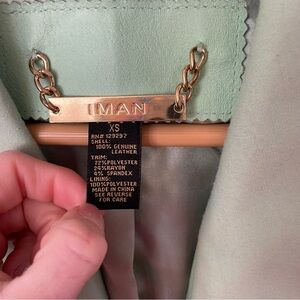 IMAN
XS
RN# 129297
SHELL:
100% GENUINE
LEATHER
TRIM:
72%POLYESTER
24%RAYON
4% SPANDEX
LINING:
100%POLYESTER
MADE IN CHINA
SEE REVERSE
FOR CARE